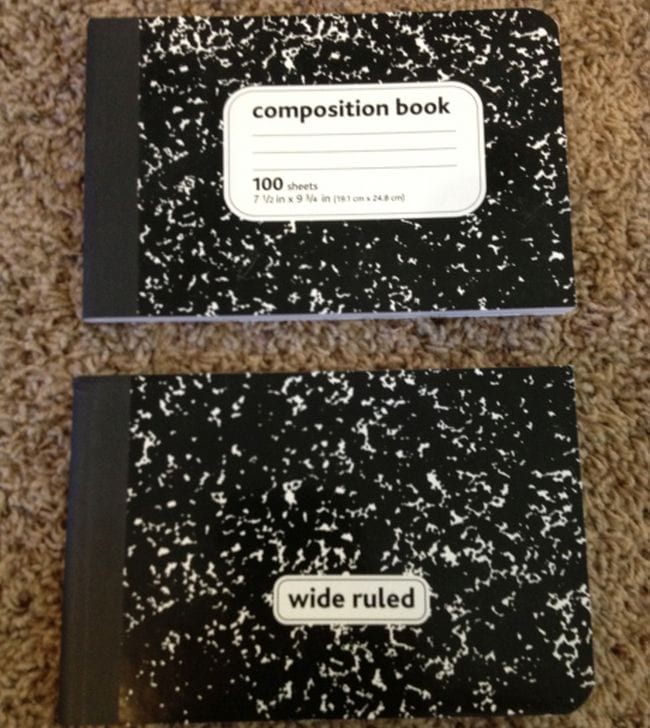 composition book
100 sheets
7 1/2 in x 9 3/4 in (19.1 cm x 24.8 cm)
wide ruled